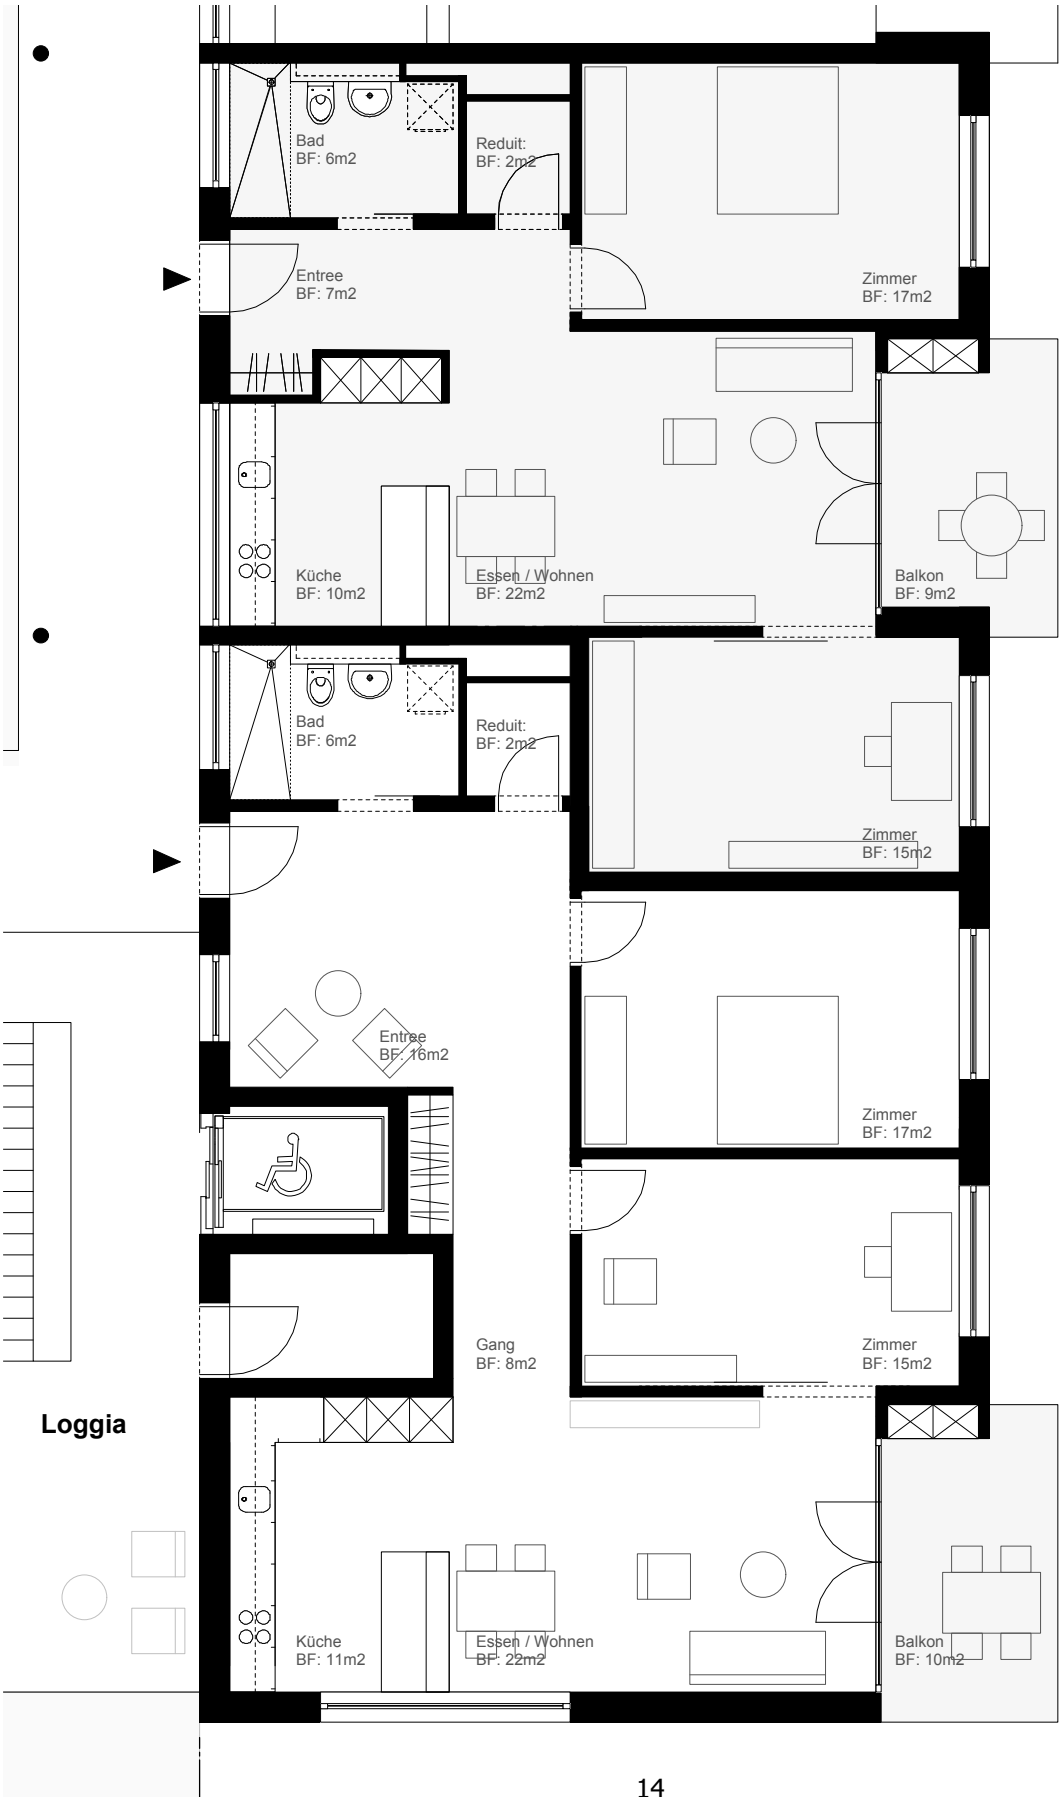 Bad
BF: 6m2
Reduit:
BF: 2m2
Entree
BF: 7m2
Zimmer
BF: 17m2
Küche
BF: 10m2
Essen / Wohnen
BF: 22m2
Balkon
BF: 9m2
Bad
BF: 6m2
Reduit:
BF: 2m2
Zimmer
BF: 15m2
Entree
BF: 16m2
Zimmer
BF: 17m2
Gang
BF: 8m2
Zimmer
BF: 15m2
Loggia
Küche
BF: 11m2
Essen / Wohnen
BF: 22m2
Balkon
BF: 10m2
14